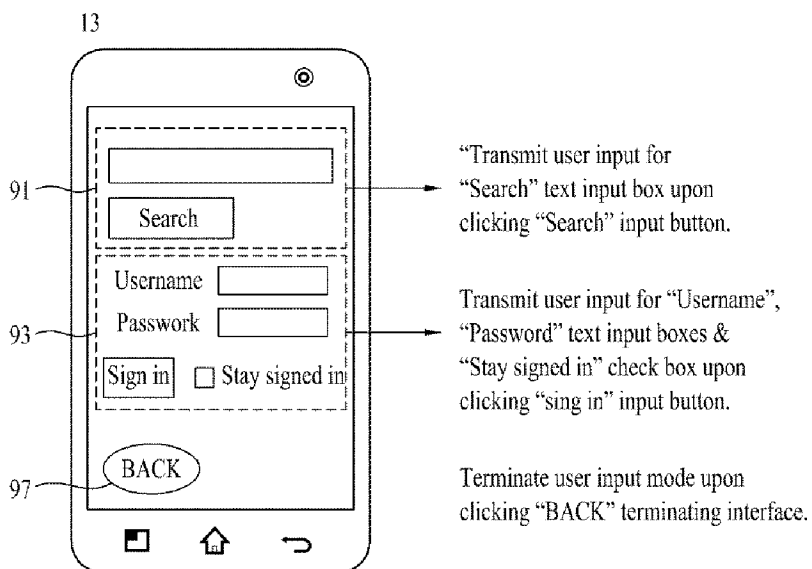 13
91
Search
"Transmit user input for
"Search" text input box upon
clicking "Search" input button.
93
Username
Passwork
Sign in
Stay signed in
Transmit user input for "Username",
"Password" text input boxes &
"Stay signed in" check box upon
clicking "sing in" input button.
97
BACK
Terminate user input mode upon
clicking "BACK" terminating interface.